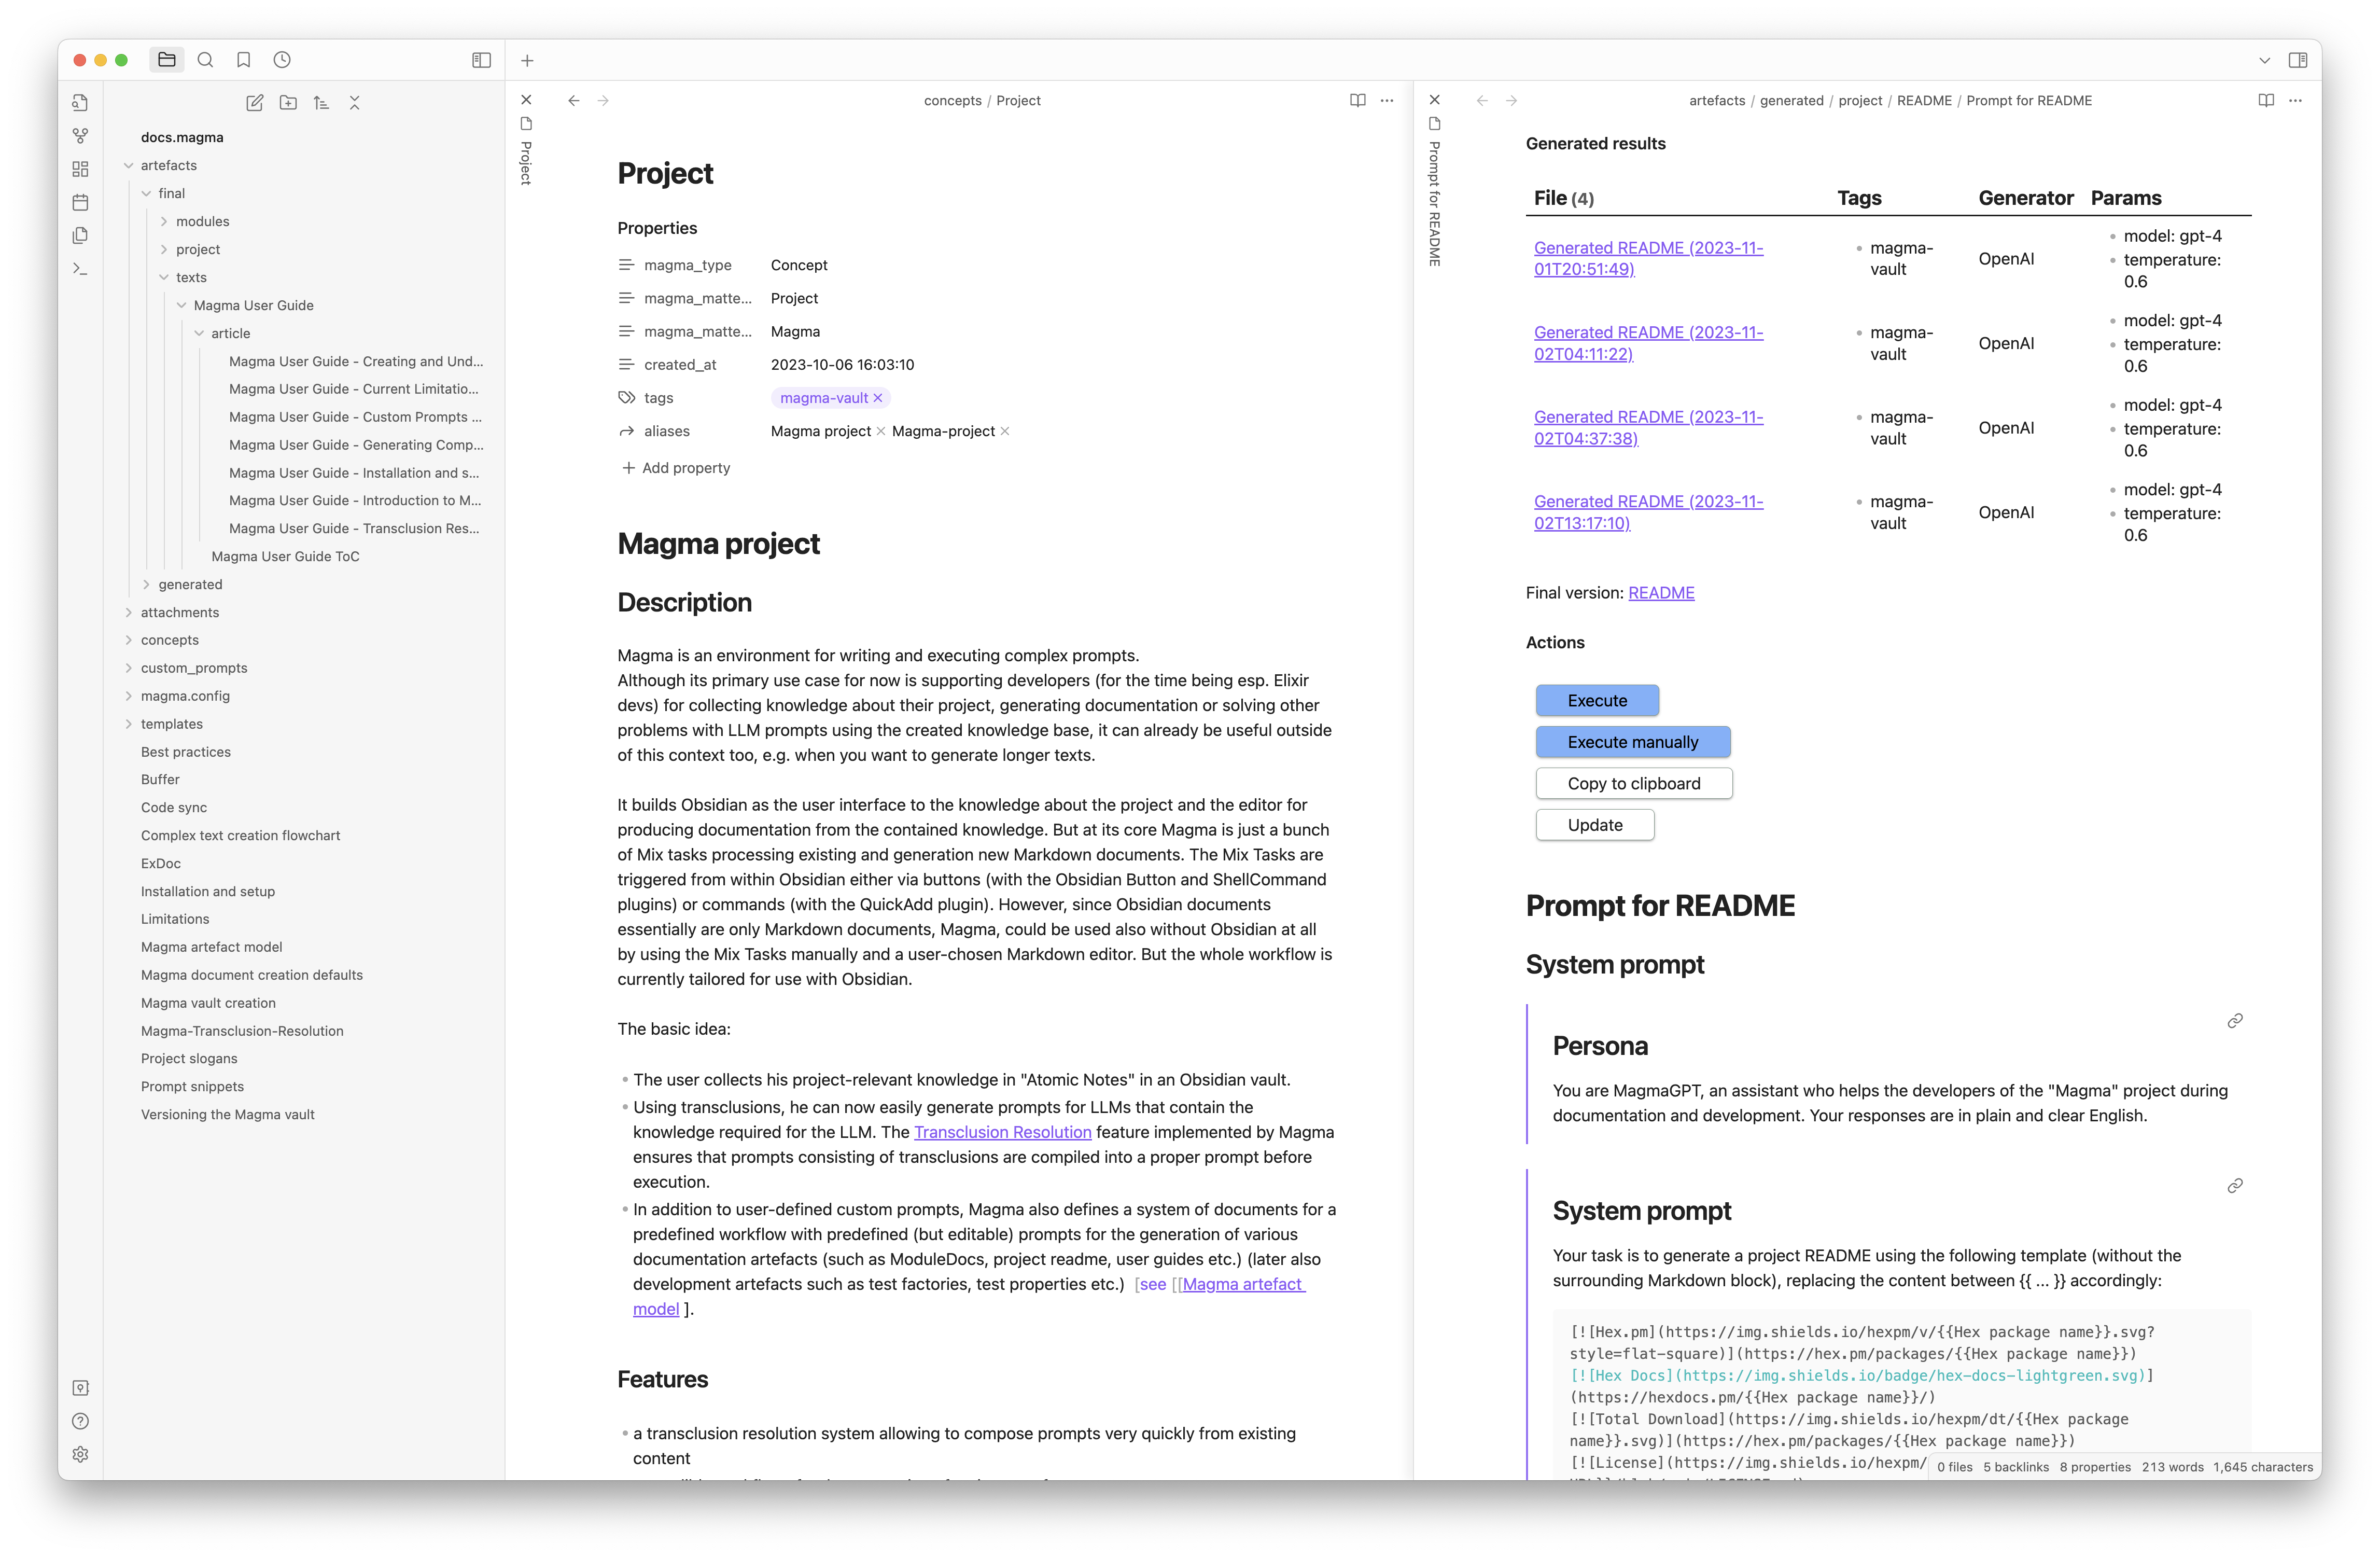 docs.magma
artefacts
final
modules
project
texts
Magma User Guide
article
Magma User Guide - Creating and Und...
Magma User Guide - Current Limitatio...
Magma User Guide - Custom Prompts ...
Magma User Guide - Generating Comp...
Magma User Guide - Installation and s...
Magma User Guide - Introduction to M...
Magma User Guide - Transclusion Res...
Magma User Guide ToC
generated
attachments
concepts
custom_prompts
magma.config
templates
Best practices
Buffer
Code sync
Complex text creation flowchart
ExDoc
Installation and setup
Limitations
Magma artefact model
Magma document creation defaults
Magma vault creation
Magma-Transclusion-Resolution
Project slogans
Prompt snippets
Versioning the Magma vault
Project
concepts / Project
Project
Properties
magma_type Concept
magma_matte... Project
magma_matte... Magma
created_at 2023-10-06 16:03:10
tags magma-vault
aliases Magma project Magma-project
Add property
Magma project
Description
Magma is an environment for writing and executing complex prompts.
Although its primary use case for now is supporting developers (for the time being esp. Elixir
devs) for collecting knowledge about their project, generating documentation or solving other
problems with LLM prompts using the created knowledge base, it can already be useful outside
of this context too, e.g. when you want to generate longer texts.
It builds Obsidian as the user interface to the knowledge about the project and the editor for
producing documentation from the contained knowledge. But at its core Magma is just a bunch
of Mix tasks processing existing and generation new Markdown documents. The Mix Tasks are
triggered from within Obsidian either via buttons (with the Obsidian Button and ShellCommand
plugins) or commands (with the QuickAdd plugin). However, since Obsidian documents
essentially are only Markdown documents, Magma, could be used also without Obsidian at all
by using the Mix Tasks manually and a user-chosen Markdown editor. But the whole workflow is
currently tailored for use with Obsidian.
The basic idea:
• The user collects his project-relevant knowledge in "Atomic Notes" in an Obsidian vault.
• Using transclusions, he can now easily generate prompts for LLMs that contain the
knowledge required for the LLM. The Transclusion Resolution feature implemented by Magma
ensures that prompts consisting of transclusions are compiled into a proper prompt before
execution.
• In addition to user-defined custom prompts, Magma also defines a system of documents for a
predefined workflow with predefined (but editable) prompts for the generation of various
documentation artefacts (such as ModuleDocs, project readme, user guides etc.) (later also
development artefacts such as test factories, test properties etc.) [see [[Magma artefact
model ].
Features
• a transclusion resolution system allowing to compose prompts very quickly from existing
content
Prompt for README
artefacts / generated / project / README / Prompt for README
Generated results
File (4) Tags Generator Params
Generated README (2023-11-
01T20:51:49)
• magma-
vault
OpenAI
• model: gpt-4
• temperature:
0.6
Generated README (2023-11-
02T04:11:22)
• magma-
vault
OpenAI
• model: gpt-4
• temperature:
0.6
Generated README (2023-11-
02T04:37:38)
• magma-
vault
OpenAI
• model: gpt-4
• temperature:
0.6
Generated README (2023-11-
02T13:17:10)
• magma-
vault
OpenAI
• model: gpt-4
• temperature:
0.6
Final version: README
Actions
Execute
Execute manually
Copy to clipboard
Update
Prompt for README
System prompt
Persona
You are MagmaGPT, an assistant who helps the developers of the "Magma" project during
documentation and development. Your responses are in plain and clear English.
System prompt
Your task is to generate a project README using the following template (without the
surrounding Markdown block), replacing the content between {{ ... }} accordingly:
[![Hex.pm](https://img.shields.io/hexpm/v/{{Hex package name}}.svg?
style=flat-square)](https://hex.pm/packages/{{Hex package name}})
[![Hex Docs](https://img.shields.io/badge/hex-docs-lightgreen.svg)]
(https://hexdocs.pm/{{Hex package name}}/)
[![Total Download](https://img.shields.io/hexpm/dt/{{Hex package
name}}.svg)](https://hex.pm/packages/{{Hex package name}})
[![License](https://img.shields.io/hexpm/
0 files 5 backlinks 8 properties 213 words 1,645 characters